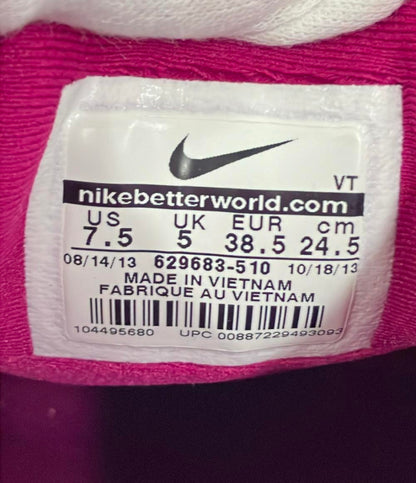 VT
nikebetterworld.com
US UK EUR cm
7.5 5 38.5 24.5
08/14/13 629683-510 10/18/13
MADE IN VIETNAM
FABRIQUE AU VIETNAM
104495680 UPC 00887229493093